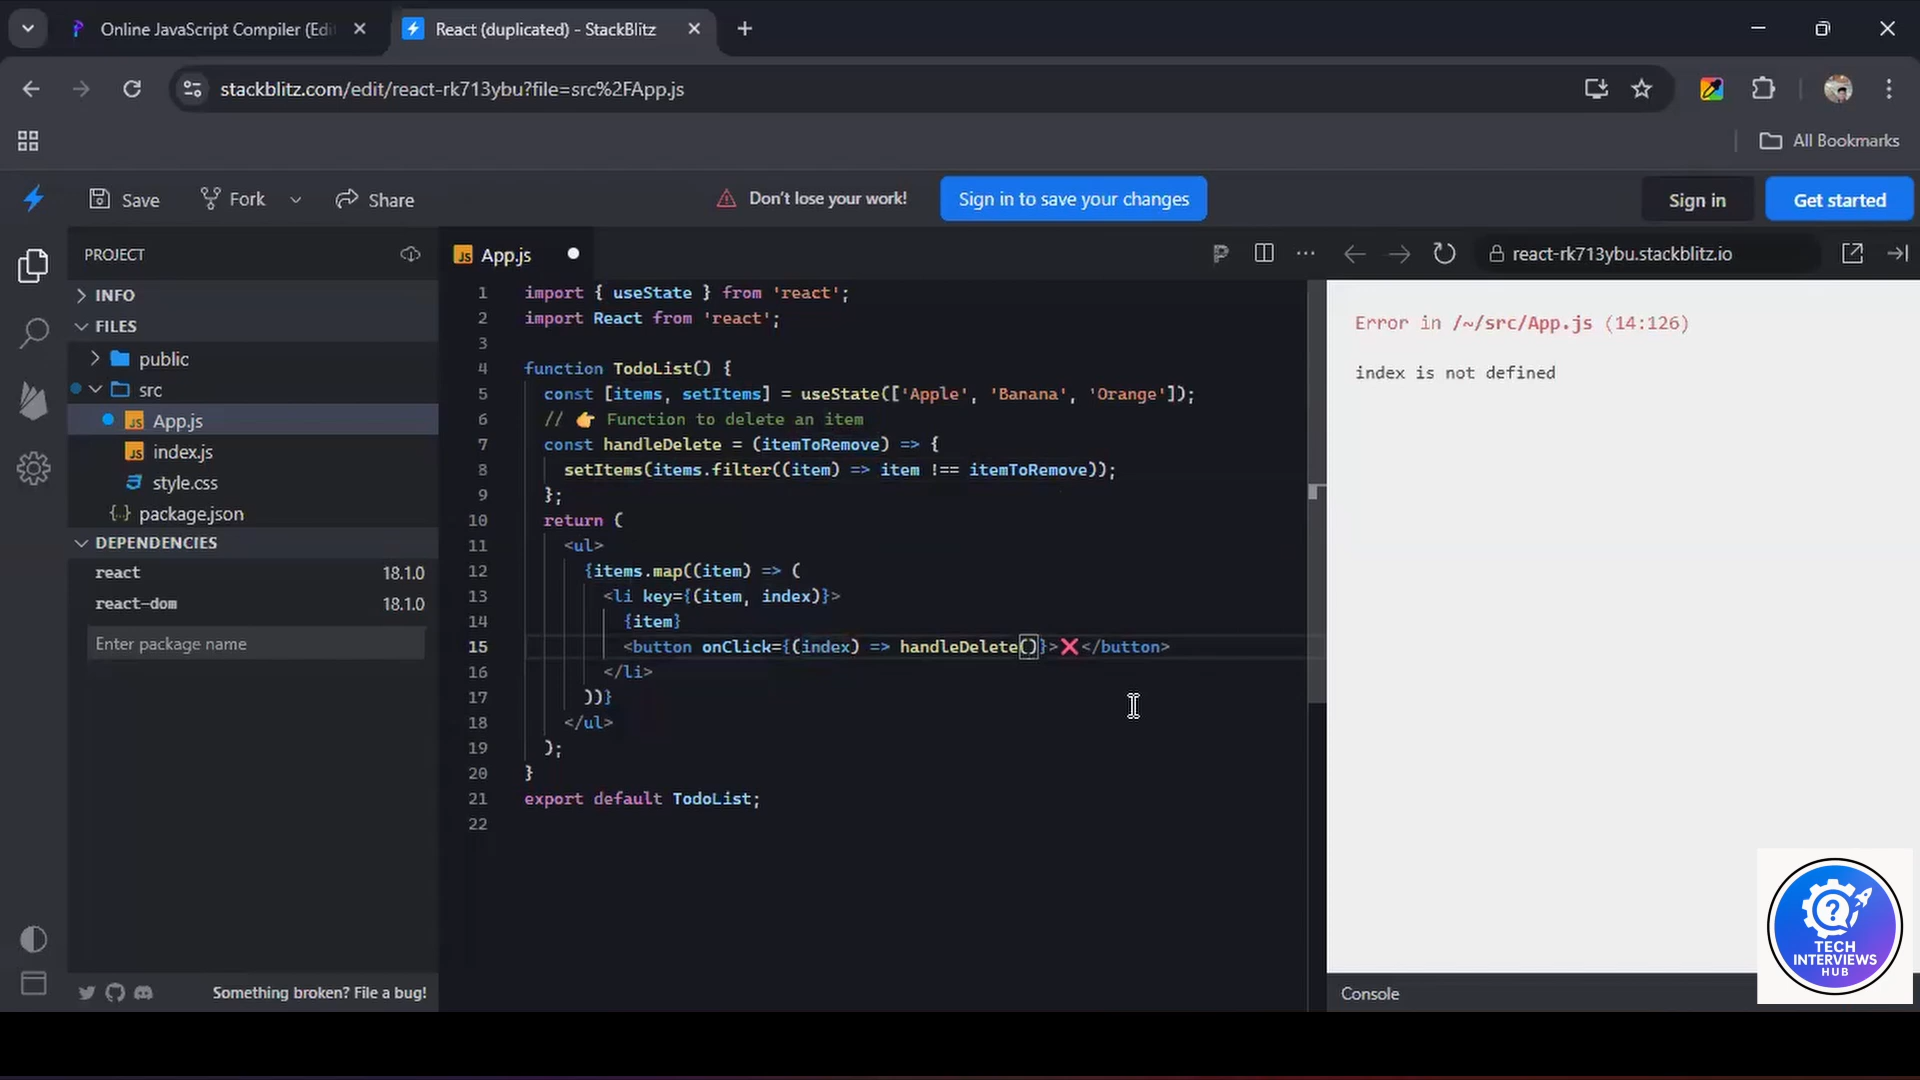 Online JavaScript Compiler (Edi
React (duplicated) - StackBlitz
stackblitz.com/edit/react-rk713ybu?file=src%2FApp.js
All Bookmarks
Save
Fork
Share
Don't lose your work!
Sign in to save your changes
Sign in
Get started
PROJECT
INFO
FILES
public
src
JS App.js
JS index.js
style.css
{..} package.json
DEPENDENCIES
react 18.1.0
react-dom 18.1.0
Enter package name
Something broken? File a bug!
JS App.js
1 import { useState } from 'react';
2 import React from 'react';
3
4 function TodoList() {
5 const [items, setItems] = useState(['Apple', 'Banana', 'Orange']);
6 // 👉 Function to delete an item
7 const handleDelete = (itemToRemove) => {
8 setItems(items.filter((item) => item !== itemToRemove));
9 };
10 return (
11 <ul>
12 {items.map((item) => (
13 <li key={(item, index)}>
14 {item}
15 <button onClick={(index) => handleDelete()}>❌</button>
16 </li>
17 ))}
18 </ul>
19 );
20 }
21 export default TodoList;
22
react-rk713ybu.stackblitz.io
Error in /~/src/App.js (14:126)
index is not defined
Console
?
TECH
INTERVIEWS
HUB